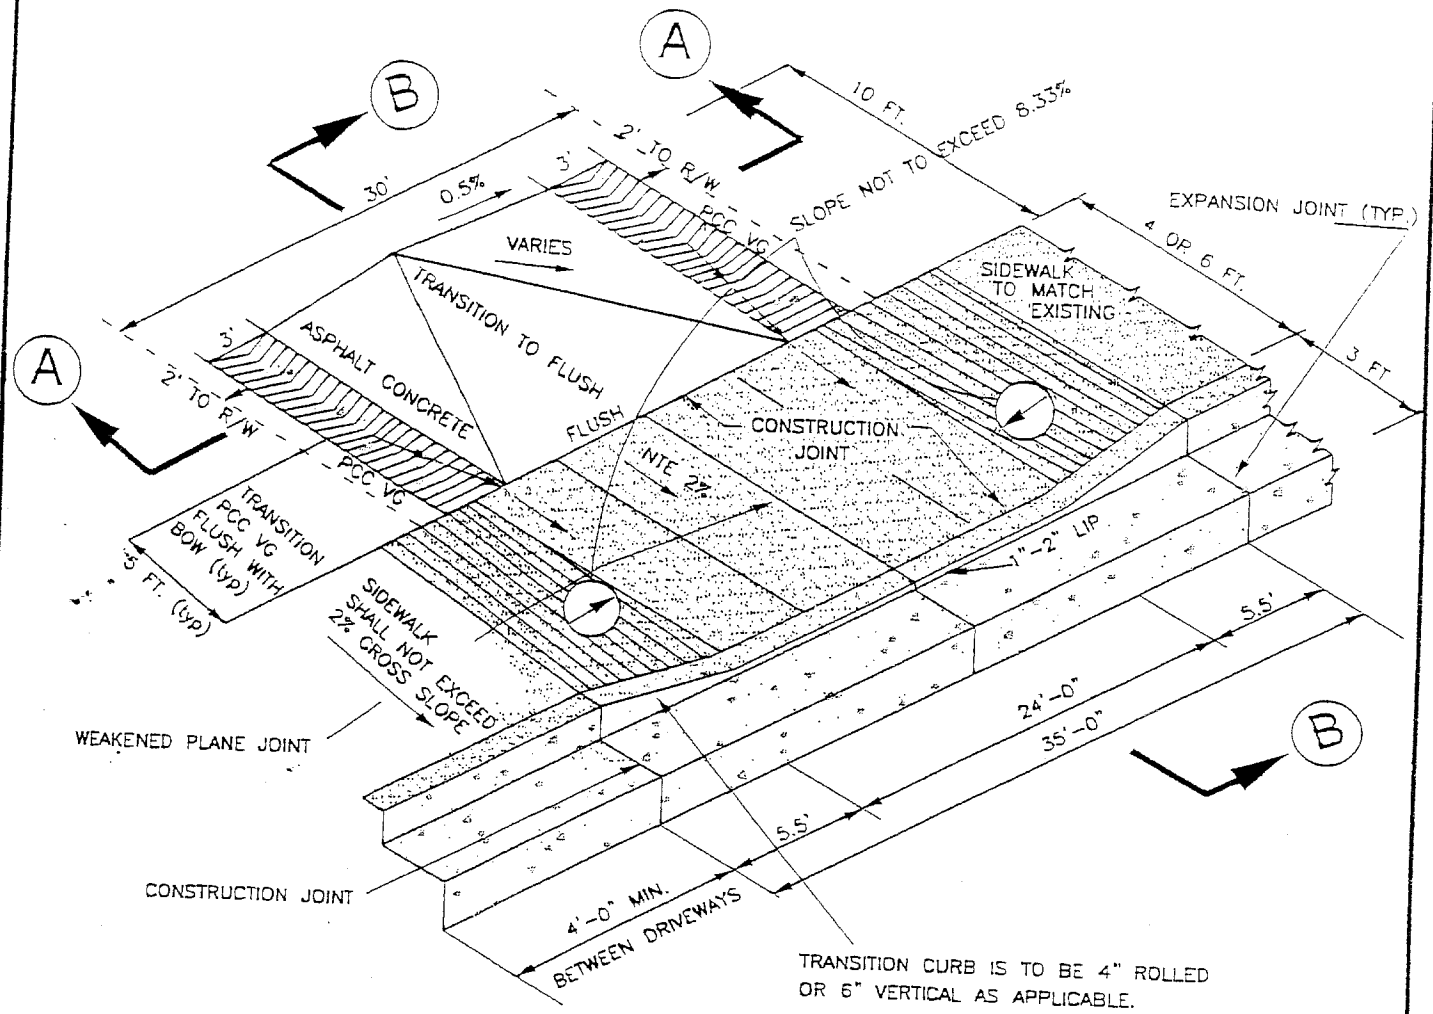 A
B
10 FT.
SLOPE NOT TO EXCEED 8.33%
2' TO R/W
3'
30'
0.5%
EXPANSION JOINT (TYP.)
4 OR 6 FT.
PCC VG
VARIES
SIDEWALK
TO MATCH
EXISTING
TRANSITION TO FLUSH
3 FT
A
3'
ASPHALT CONCRETE
2' TO R/W
FLUSH
CONSTRUCTION
JOINT
NTE 2%
PCC VG
TRANSITION
PCC VG
FLUSH WITH
BOW (typ)
5 FT. (typ)
1"-2" LIP
SIDEWALK
SHALL NOT EXCEED
2% CROSS SLOPE
5.5'
24'-0"
35'-0"
B
WEAKENED PLANE JOINT
5.5'
CONSTRUCTION JOINT
4'-0" MIN.
BETWEEN DRIVEWAYS
TRANSITION CURB IS TO BE 4" ROLLED
OR 6" VERTICAL AS APPLICABLE.